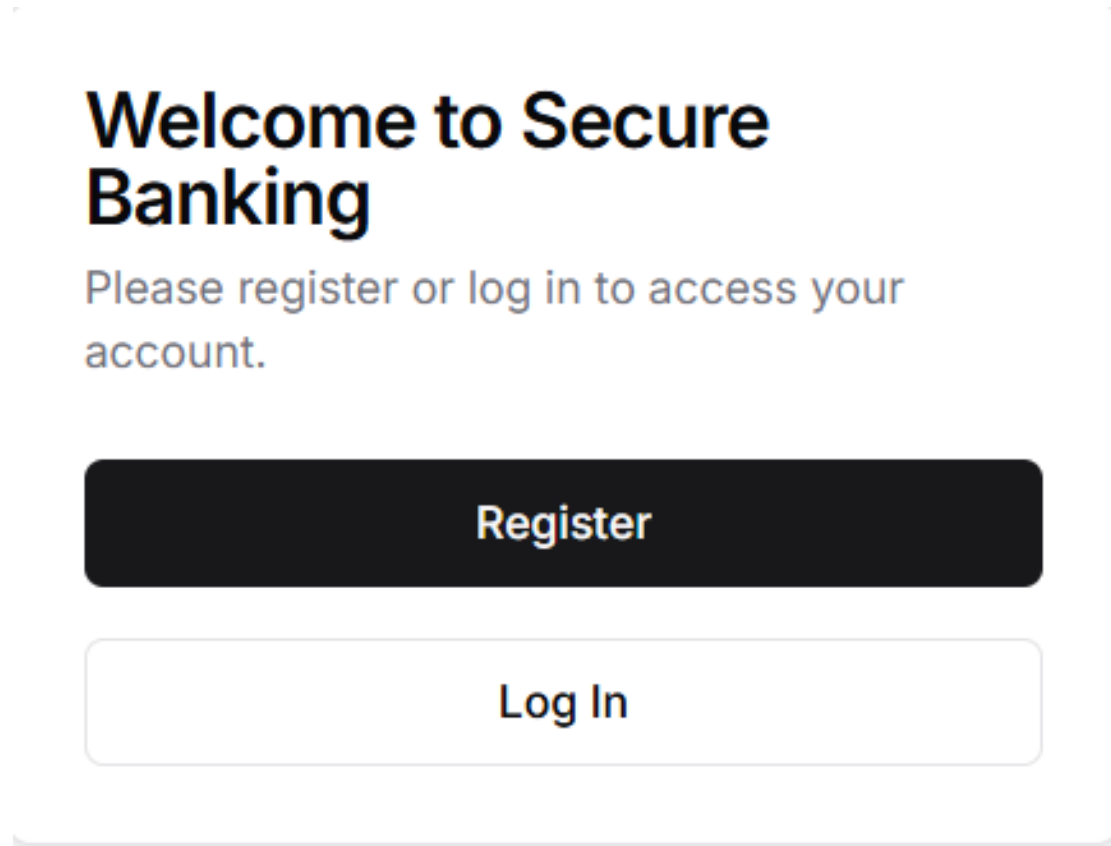 Welcome to Secure
Banking
Please register or log in to access your
account.
Register
Log In